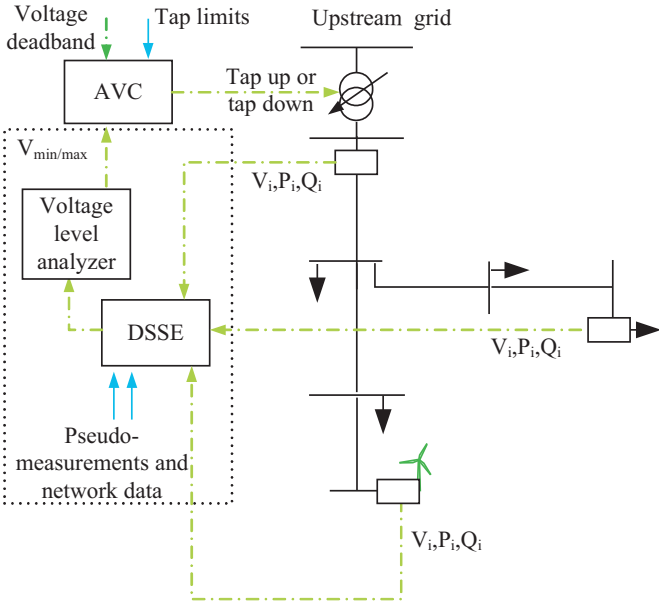 Voltage
deadband
Tap limits
Upstream grid
AVC
Tap up or
tap down
Vmin/max
Vi,Pi,Qi
Voltage
level
analyzer
DSSE
Vi,Pi,Qi
Pseudo-
measurements and
network data
Vi,Pi,Qi